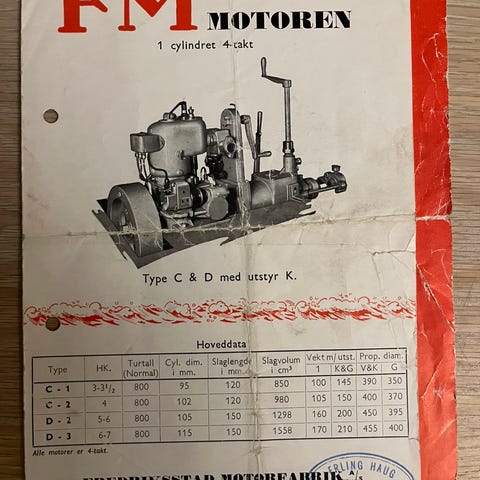 FM MOTOREN
1 cylindret 4-takt
Type C & D med utstyr K.
Hoveddata
Type HK. Turtall (Normal) Cyl. dim. i mm. Slaglengde i mm. Slagvolum i cm³ Vekt m/ utst. 1 K&G Prop. diam. V&K G
C - 1 3-3½ 800 95 120 850 100 145 390 350
C - 2 4 800 102 120 980 105 150 400 370
D - 2 5-6 800 105 150 1298 160 200 450 395
D - 3 6-7 800 115 150 1558 170 210 455 400
Alle motorer er 4-takt.
FREDRIKSSTAD MOTORFABRIK A/S
ERLING HAUG